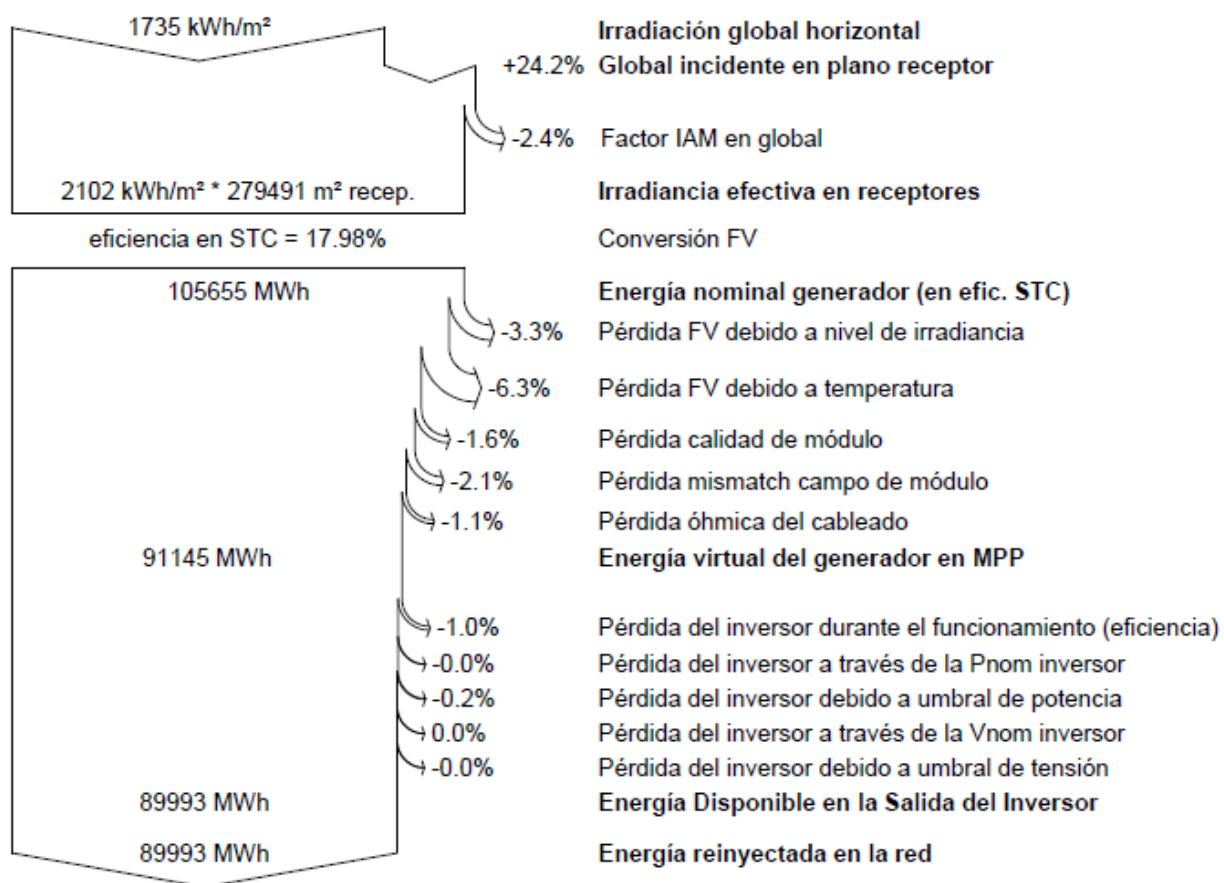 1735 kWh/m² Irradiación global horizontal
+24.2% Global incidente en plano receptor
-2.4% Factor IAM en global
2102 kWh/m² * 279491 m² recep. Irradiancia efectiva en receptores
eficiencia en STC = 17.98% Conversión FV
105655 MWh Energía nominal generador (en efic. STC)
-3.3% Pérdida FV debido a nivel de irradiancia
-6.3% Pérdida FV debido a temperatura
-1.6% Pérdida calidad de módulo
-2.1% Pérdida mismatch campo de módulo
-1.1% Pérdida óhmica del cableado
91145 MWh Energía virtual del generador en MPP
-1.0% Pérdida del inversor durante el funcionamiento (eficiencia)
-0.0% Pérdida del inversor a través de la Pnom inversor
-0.2% Pérdida del inversor debido a umbral de potencia
0.0% Pérdida del inversor a través de la Vnom inversor
-0.0% Pérdida del inversor debido a umbral de tensión
89993 MWh Energía Disponible en la Salida del Inversor
89993 MWh Energía reinyectada en la red